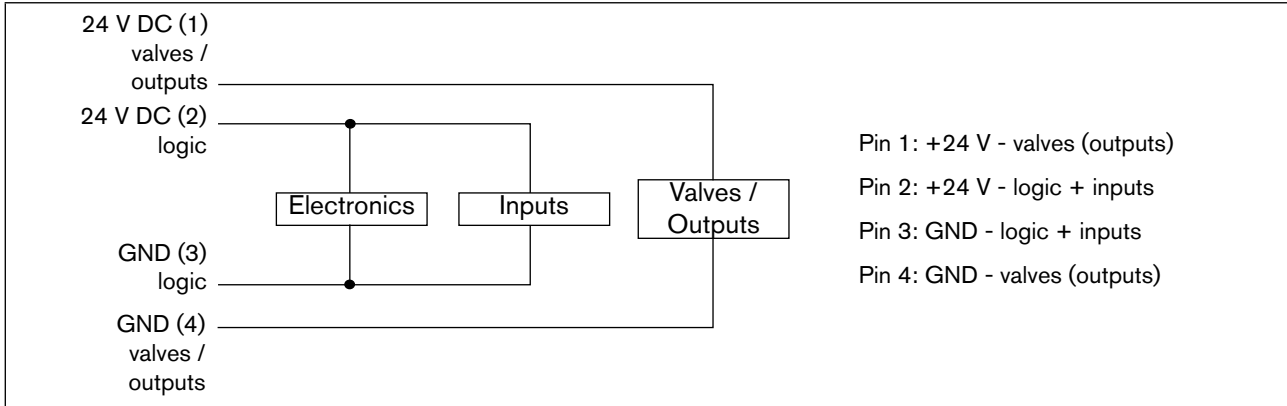 24 V DC (1)
valves /
outputs
24 V DC (2)
logic
Electronics
Inputs
Valves /
Outputs
GND (3)
logic
GND (4)
valves /
outputs
Pin 1: +24 V - valves (outputs)
Pin 2: +24 V - logic + inputs
Pin 3: GND - logic + inputs
Pin 4: GND - valves (outputs)